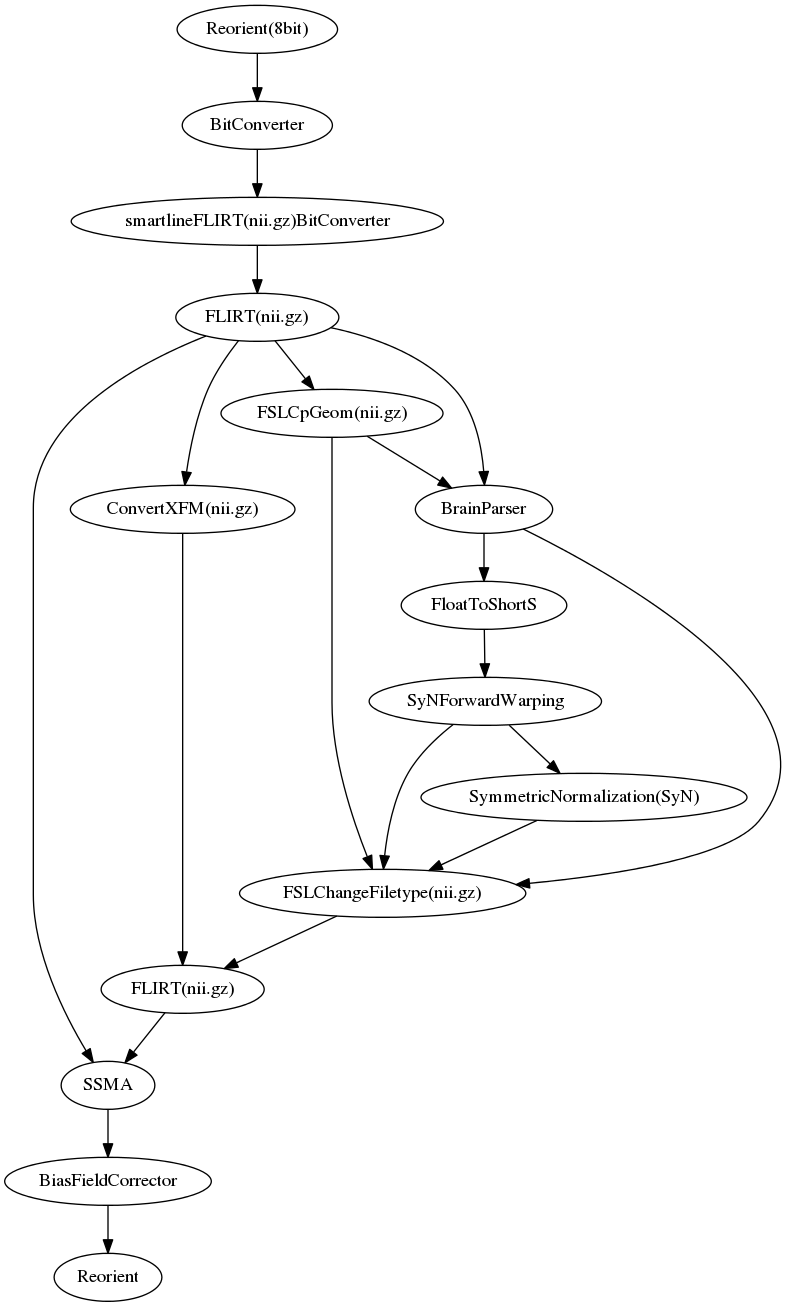 Reorient(8bit)
BitConverter
smartlineFLIRT(nii.gz)BitConverter
FLIRT(nii.gz)
FSLCpGeom(nii.gz)
ConvertXFM(nii.gz)
BrainParser
FloatToShortS
SyNForwardWarping
SymmetricNormalization(SyN)
FSLChangeFiletype(nii.gz)
FLIRT(nii.gz)
SSMA
BiasFieldCorrector
Reorient